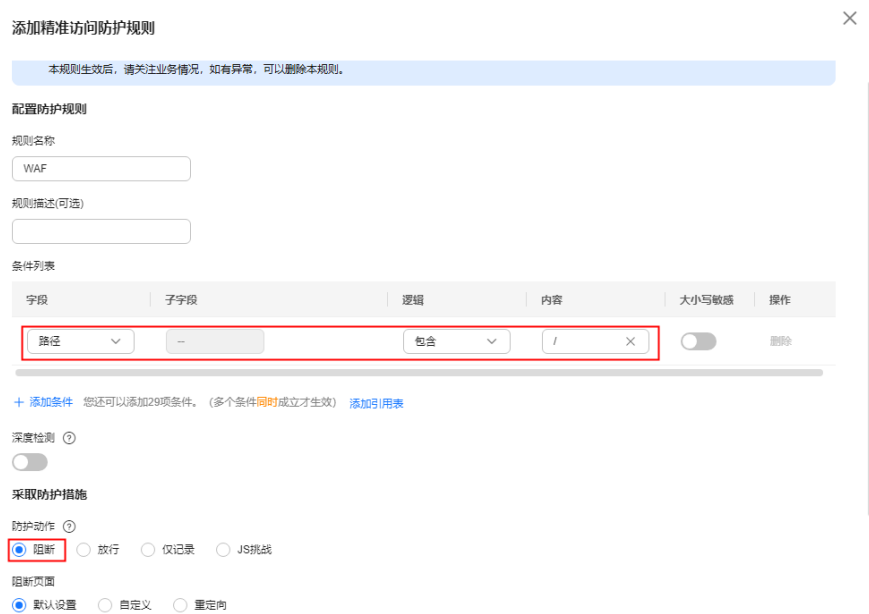 添加精准访问防护规则
本规则生效后，请关注业务情况，如有异常，可以删除本规则。
配置防护规则
规则名称
WAF
规则描述(可选)
条件列表
字段 子字段 逻辑 内容 大小写敏感 操作
路径 -- 包含 / 删除
添加条件 您还可以添加29项条件。（多个条件同时成立才生效） 添加引用表
深度检测
采取防护措施
防护动作
阻断 放行 仅记录 JS挑战
阻断页面
默认设置 自定义 重定向